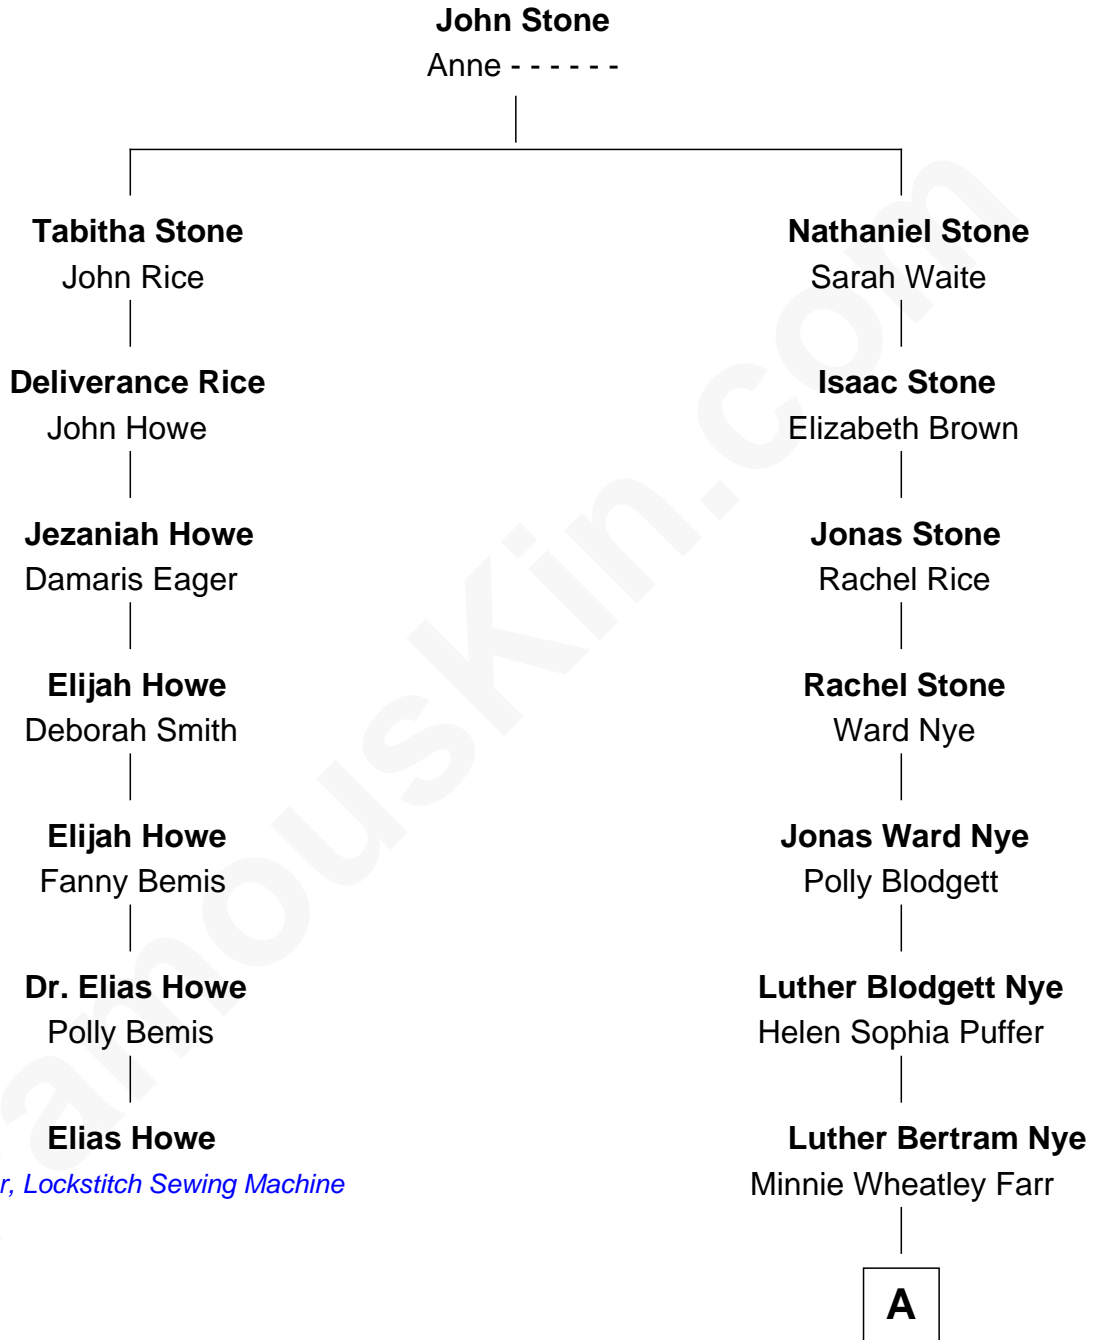 John Stone
Anne - - - - - -
Tabitha Stone
John Rice
Nathaniel Stone
Sarah Waite
Deliverance Rice
John Howe
Isaac Stone
Elizabeth Brown
Jezaniah Howe
Damaris Eager
Jonas Stone
Rachel Rice
Elijah Howe
Deborah Smith
Rachel Stone
Ward Nye
Elijah Howe
Fanny Bemis
Jonas Ward Nye
Polly Blodgett
Dr. Elias Howe
Polly Bemis
Luther Blodgett Nye
Helen Sophia Puffer
Elias Howe
r, Lockstitch Sewing Machine
Luther Bertram Nye
Minnie Wheatley Farr
A
amousKin.com